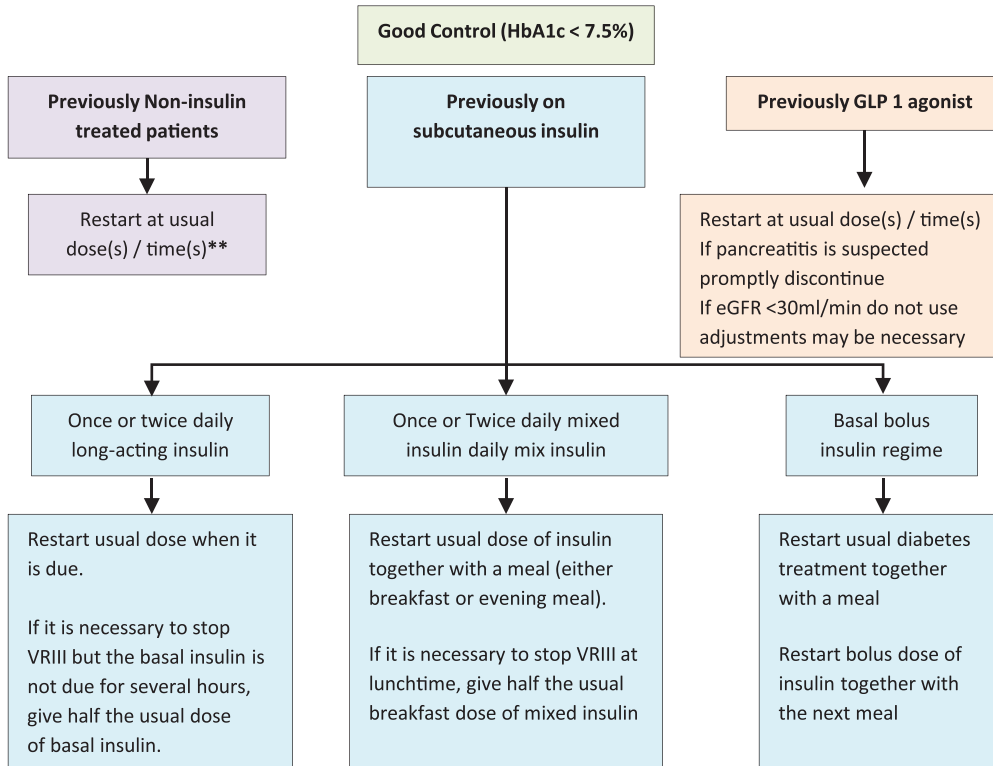 Good Control (HbA1c < 7.5%)
Previously Non-insulin
treated patients
Restart at usual
dose(s) / time(s)**
Previously on
subcutaneous insulin
Previously GLP 1 agonist
Restart at usual dose(s) / time(s)
If pancreatitis is suspected
promptly discontinue
If eGFR <30ml/min do not use
adjustments may be necessary
Once or twice daily
long-acting insulin
Restart usual dose when it
is due.
If it is necessary to stop
VRIII but the basal insulin is
not due for several hours,
give half the usual dose
of basal insulin.
Once or Twice daily mixed
insulin daily mix insulin
Restart usual dose of insulin
together with a meal (either
breakfast or evening meal).
If it is necessary to stop VRIII at
lunchtime, give half the usual
breakfast dose of mixed insulin
Basal bolus
insulin regime
Restart usual diabetes
treatment together
with a meal
Restart bolus dose of
insulin together with
the next meal